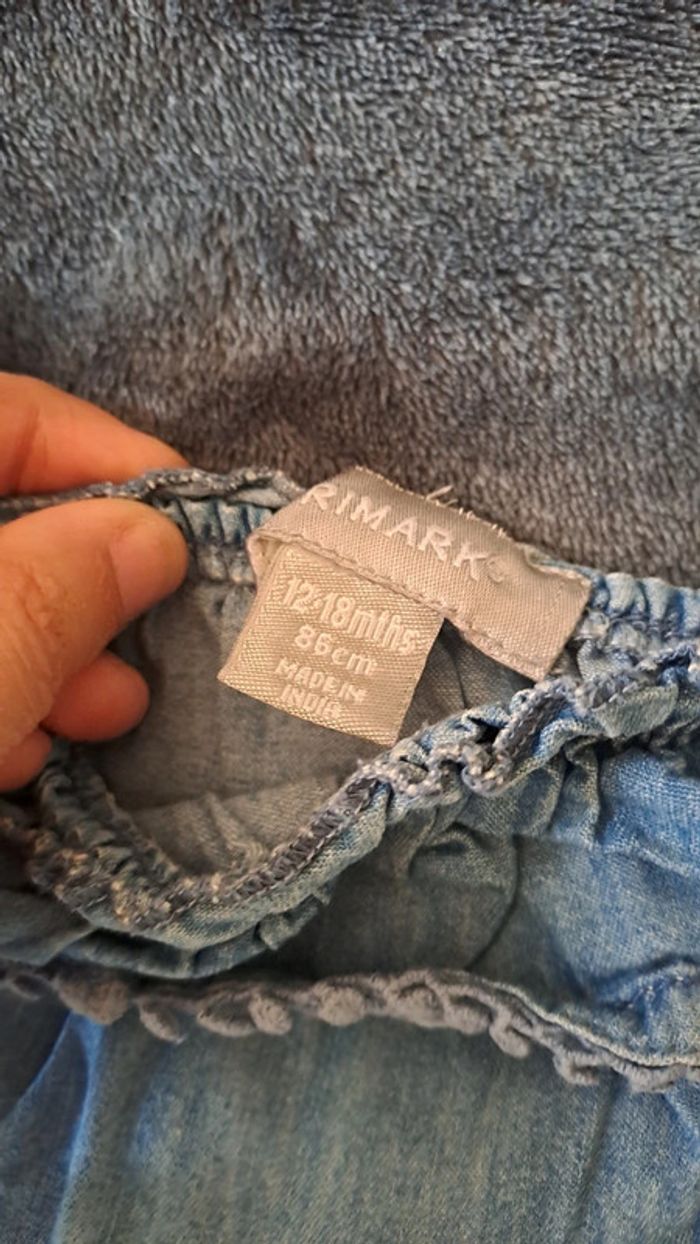 RIMARK
12-18mths
86cm
MADE IN
INDIA